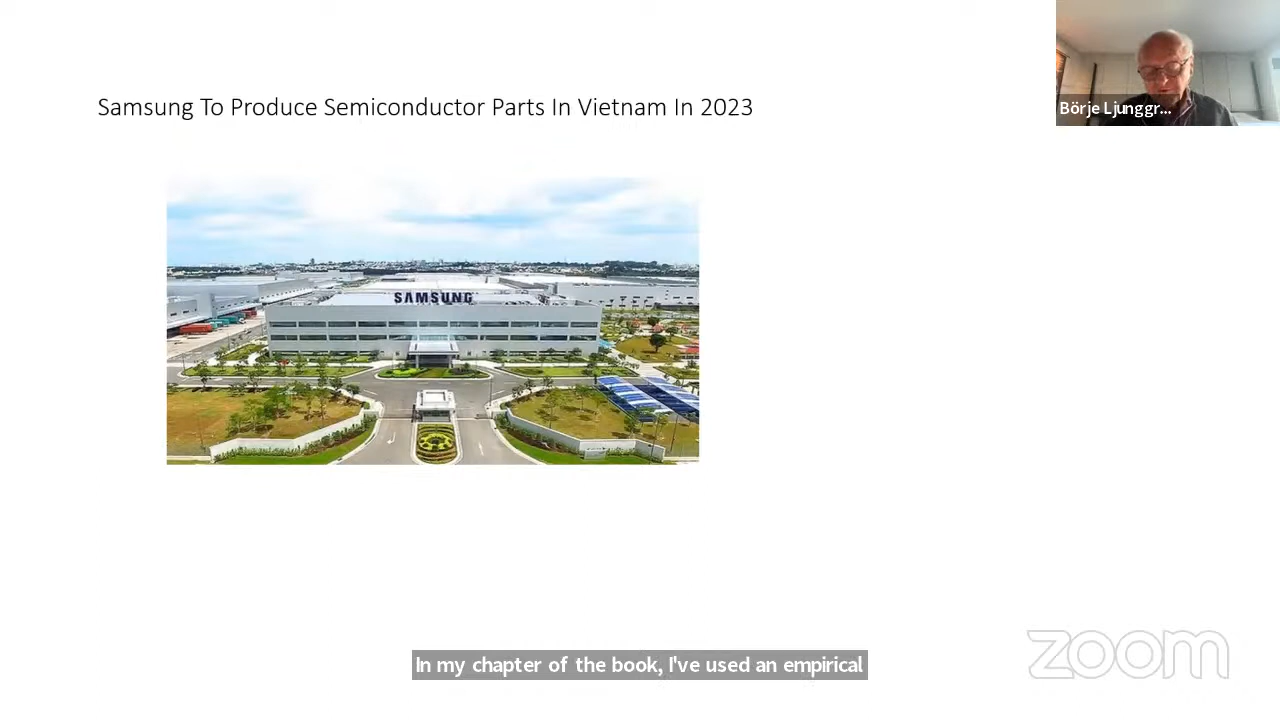 Samsung To Produce Semiconductor Parts In Vietnam In 2023
Börje Ljunggr...
SAMSUNG
In my chapter of the book, I've used an empirical
zoom